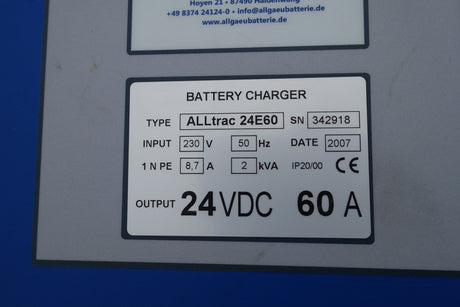 Hoyen 21 • 87490 Haldenwang
+49 8374 24124-0 • info@allgaeubatterie.de
www.allgaeubatterie.de
BATTERY CHARGER
TYPE ALLtrac 24E60 SN 342918
INPUT 230 V 50 Hz DATE 2007
1 N PE 8,7 A 2 kVA IP20/00 CE
OUTPUT 24 VDC 60 A